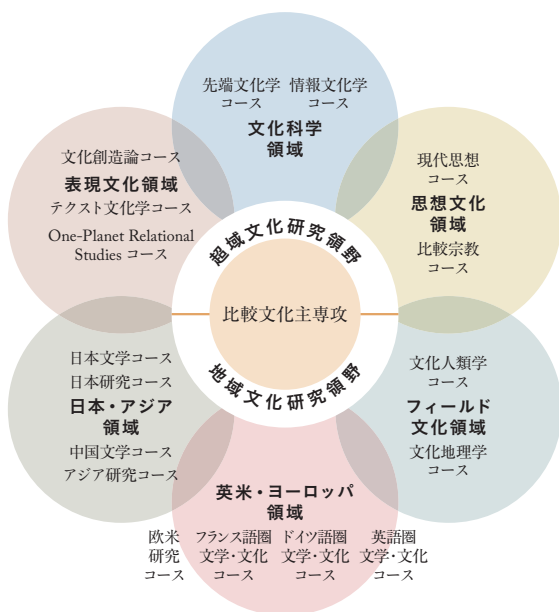 先端文化学 情報文化学
コース コース
文化科学
領域
文化創造論コース
表現文化領域
テクスト文化学コース
One-Planet Relational
Studies コース
現代思想
コース
思想文化
領域
比較宗教
コース
超域文化研究領野
比較文化主専攻
地域文化研究領野
日本文学コース
日本研究コース
日本・アジア
領域
中国文学コース
アジア研究コース
文化人類学
コース
フィールド
文化領域
文化地理学
コース
英米・ヨーロッパ
領域
欧米 フランス語圏 ドイツ語圏 英語圏
研究 文学・文化 文学・文化 文学・文化
コース コース コース コース